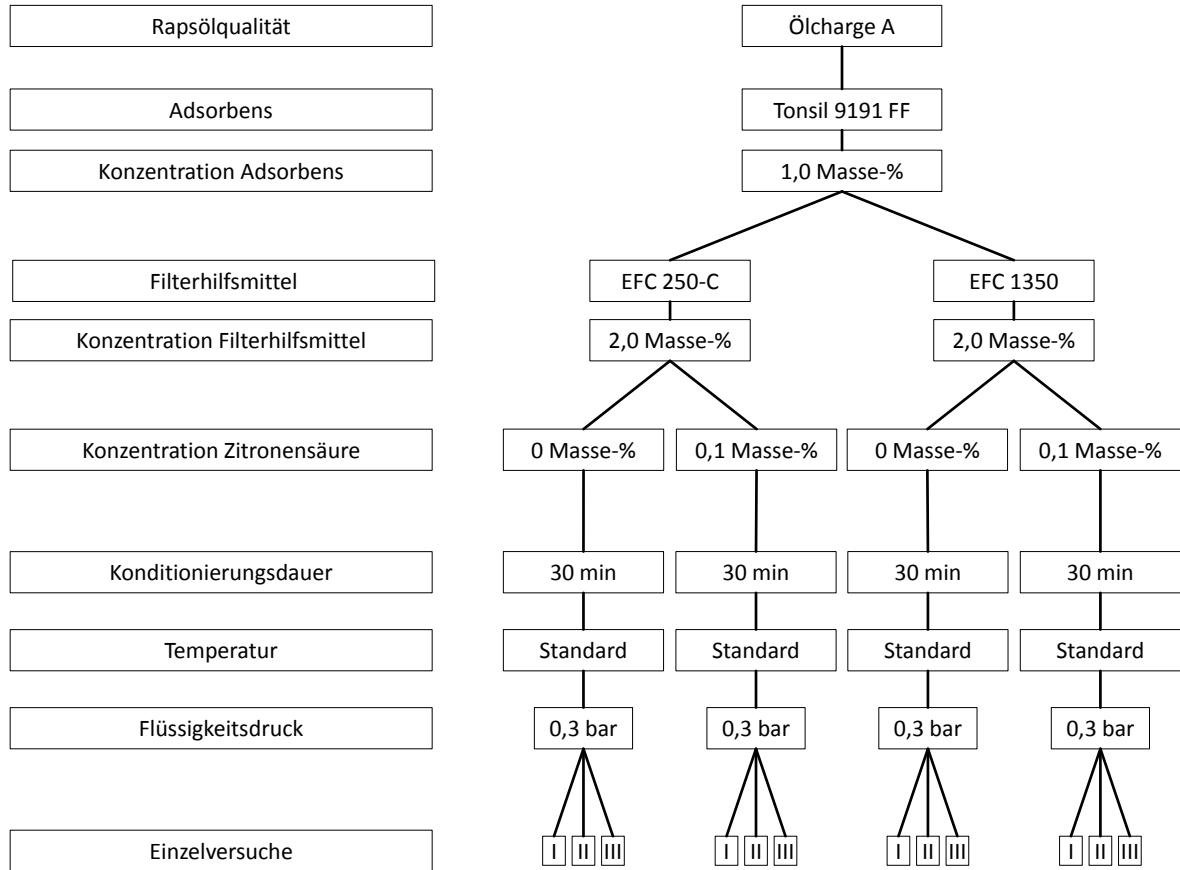 Rapsölqualität Ölcharge A
Adsorbens Tonsil 9191 FF
Konzentration Adsorbens 1,0 Masse-%
Filterhilfsmittel EFC 250-C EFC 1350
Konzentration Filterhilfsmittel 2,0 Masse-% 2,0 Masse-%
Konzentration Zitronensäure 0 Masse-% 0,1 Masse-% 0 Masse-% 0,1 Masse-%
Konditionierungsdauer 30 min 30 min 30 min 30 min
Temperatur Standard Standard Standard Standard
Flüssigkeitsdruck 0,3 bar 0,3 bar 0,3 bar 0,3 bar
Einzelversuche I II III I II III I II III I II III